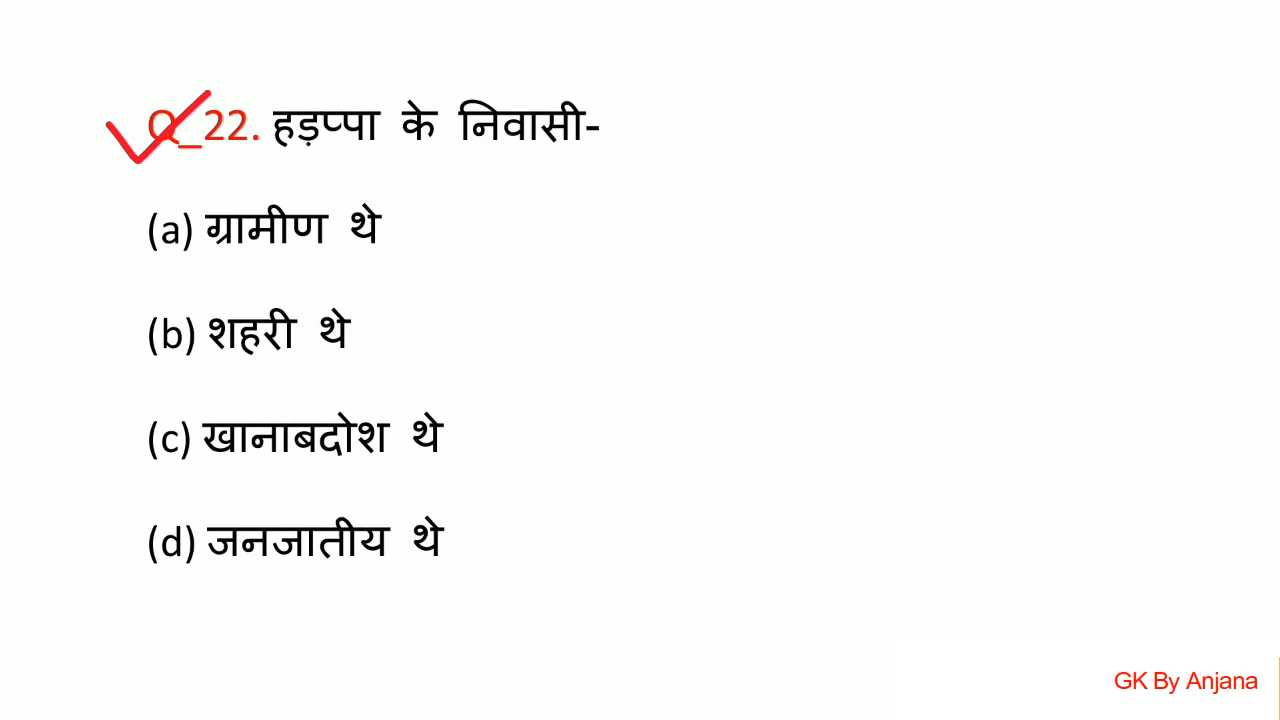 Q_22. हड़प्पा के निवासी-
(a) ग्रामीण थे
(b) शहरी थे
(c) खानाबदोश थे
(d) जनजातीय थे
GK By Anjana